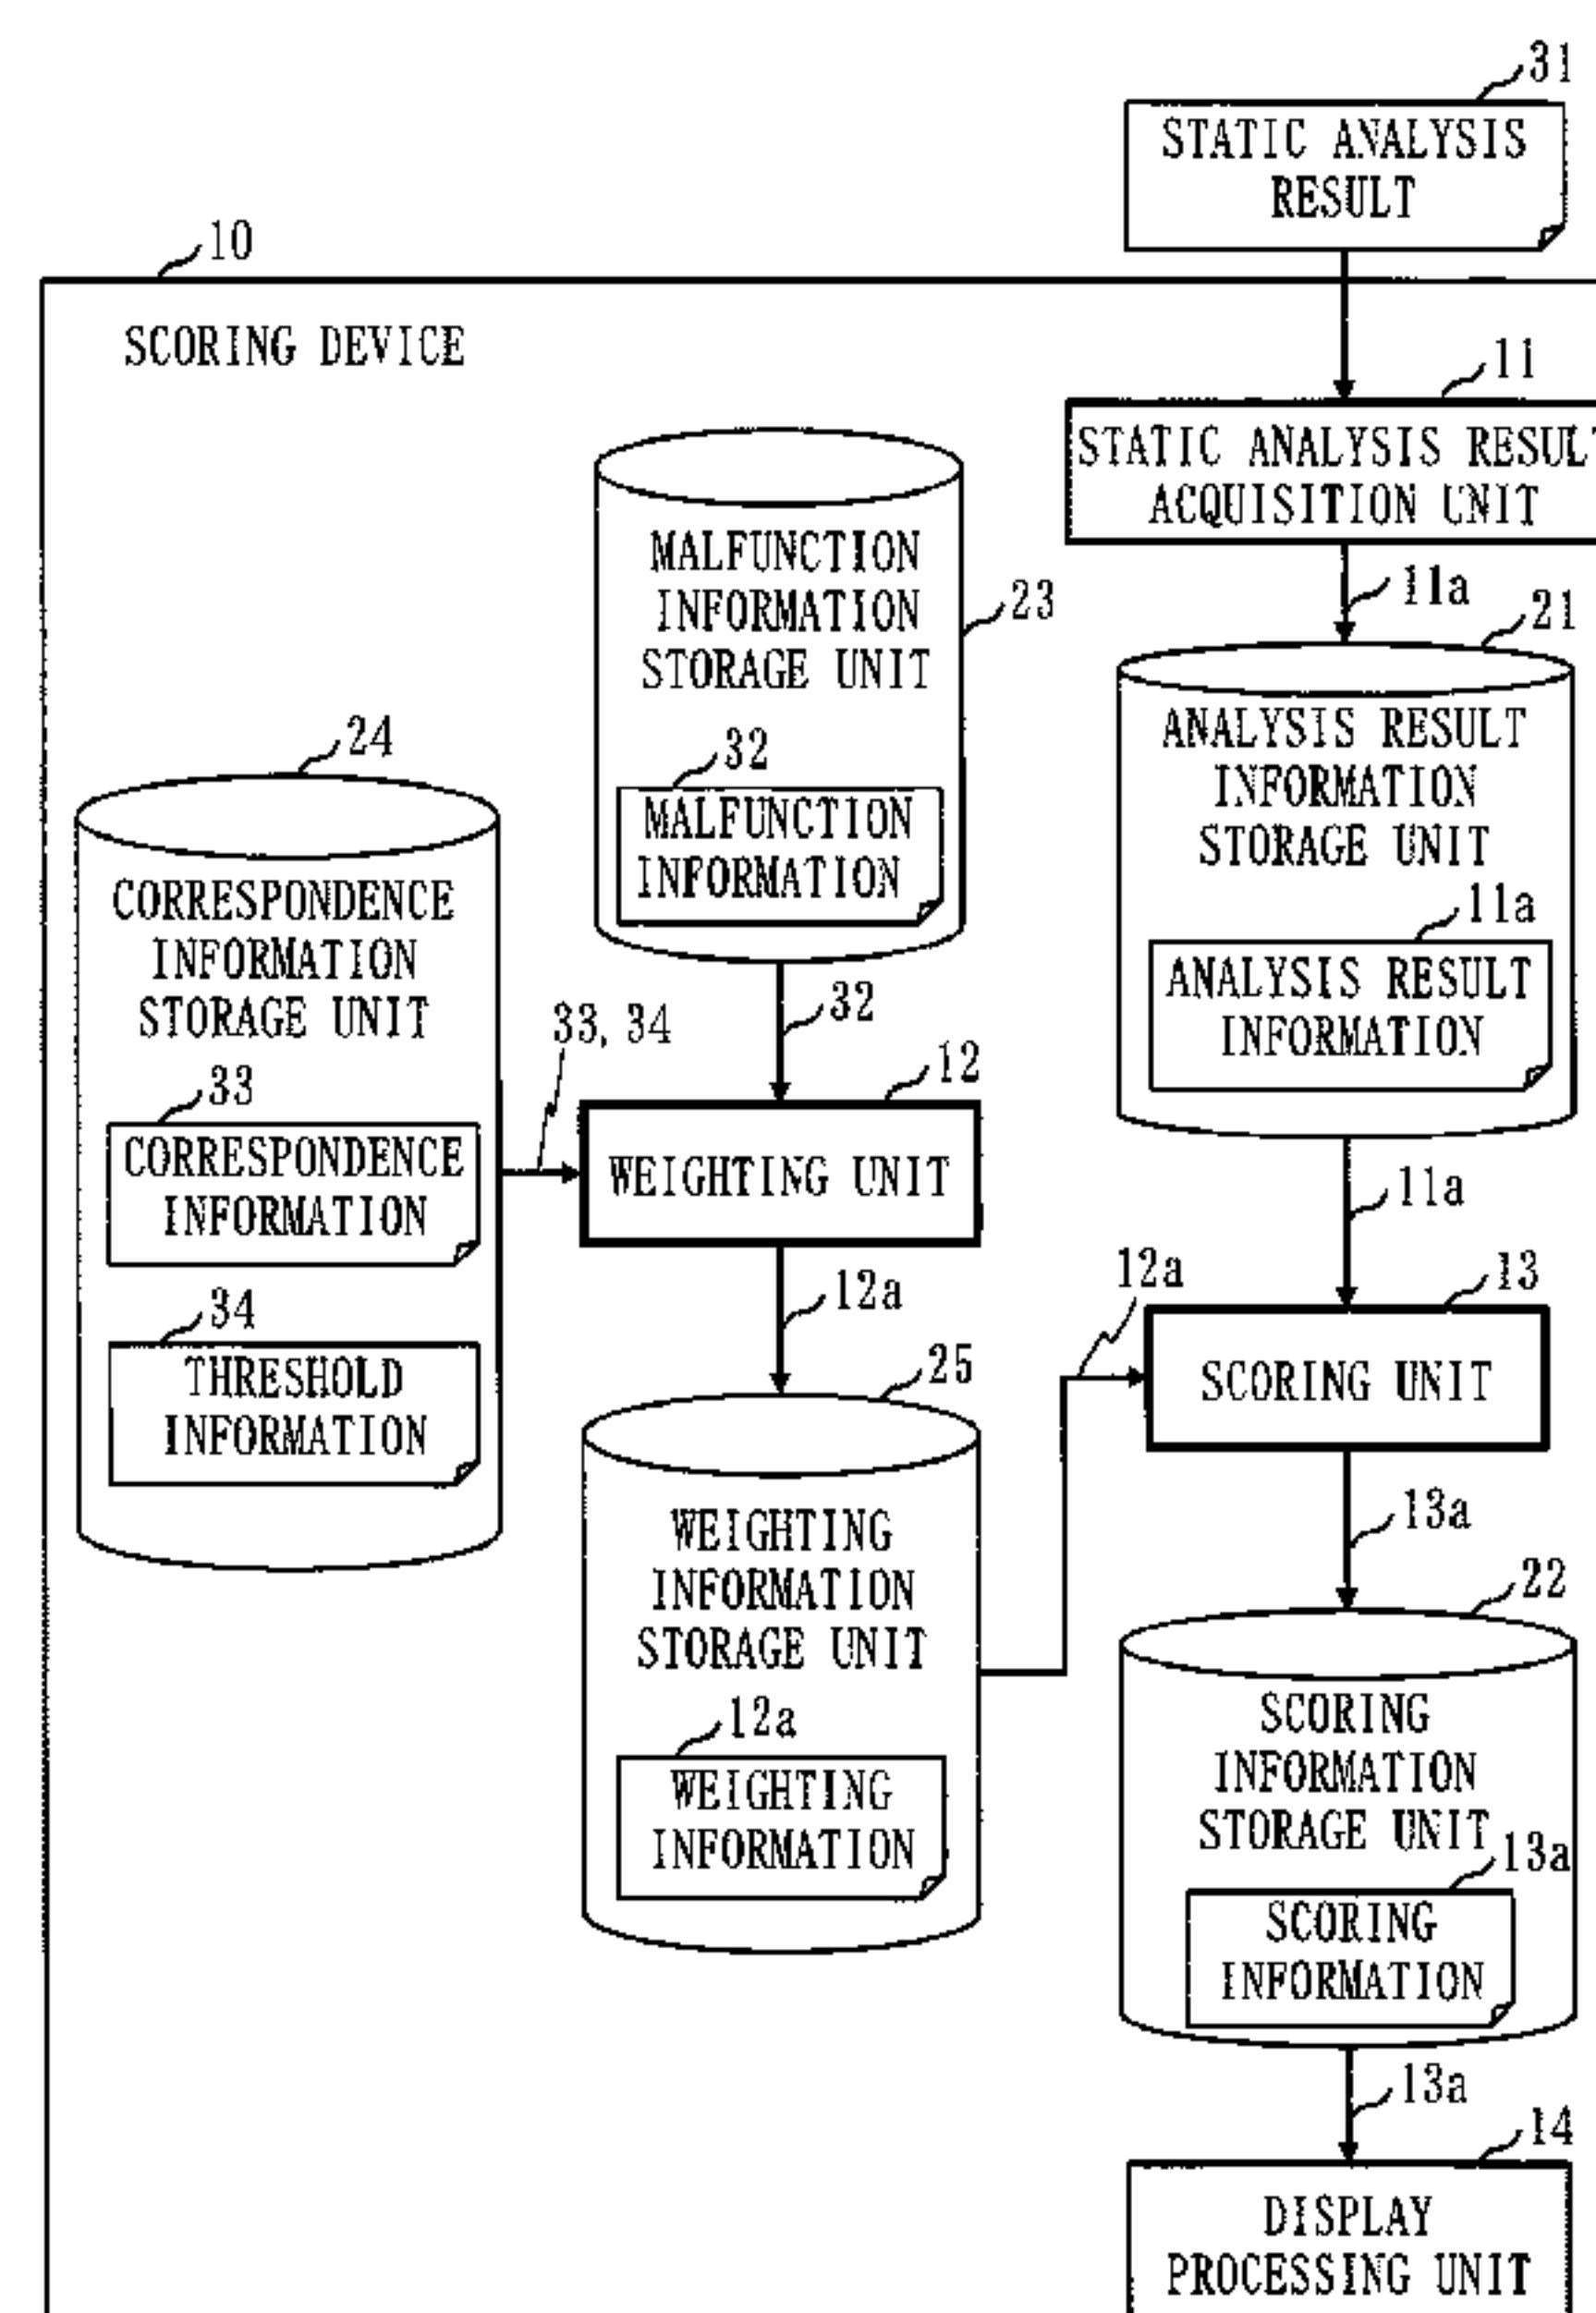 31
STATIC ANALYSIS
RESULT
10
SCORING DEVICE
11
STATIC ANALYSIS RESULT
ACQUISITION UNIT
11a
21
ANALYSIS RESULT
INFORMATION
STORAGE UNIT
11a
ANALYSIS RESULT
INFORMATION
11a
23
MALFUNCTION
INFORMATION
STORAGE UNIT
32
MALFUNCTION
INFORMATION
32
24
CORRESPONDENCE
INFORMATION
STORAGE UNIT
33
CORRESPONDENCE
INFORMATION
34
THRESHOLD
INFORMATION
33, 34
12
WEIGHTING UNIT
12a
25
WEIGHTING
INFORMATION
STORAGE UNIT
12a
WEIGHTING
INFORMATION
12a
13
SCORING UNIT
13a
22
SCORING
INFORMATION
STORAGE UNIT
13a
SCORING
INFORMATION
13a
14
DISPLAY
PROCESSING UNIT